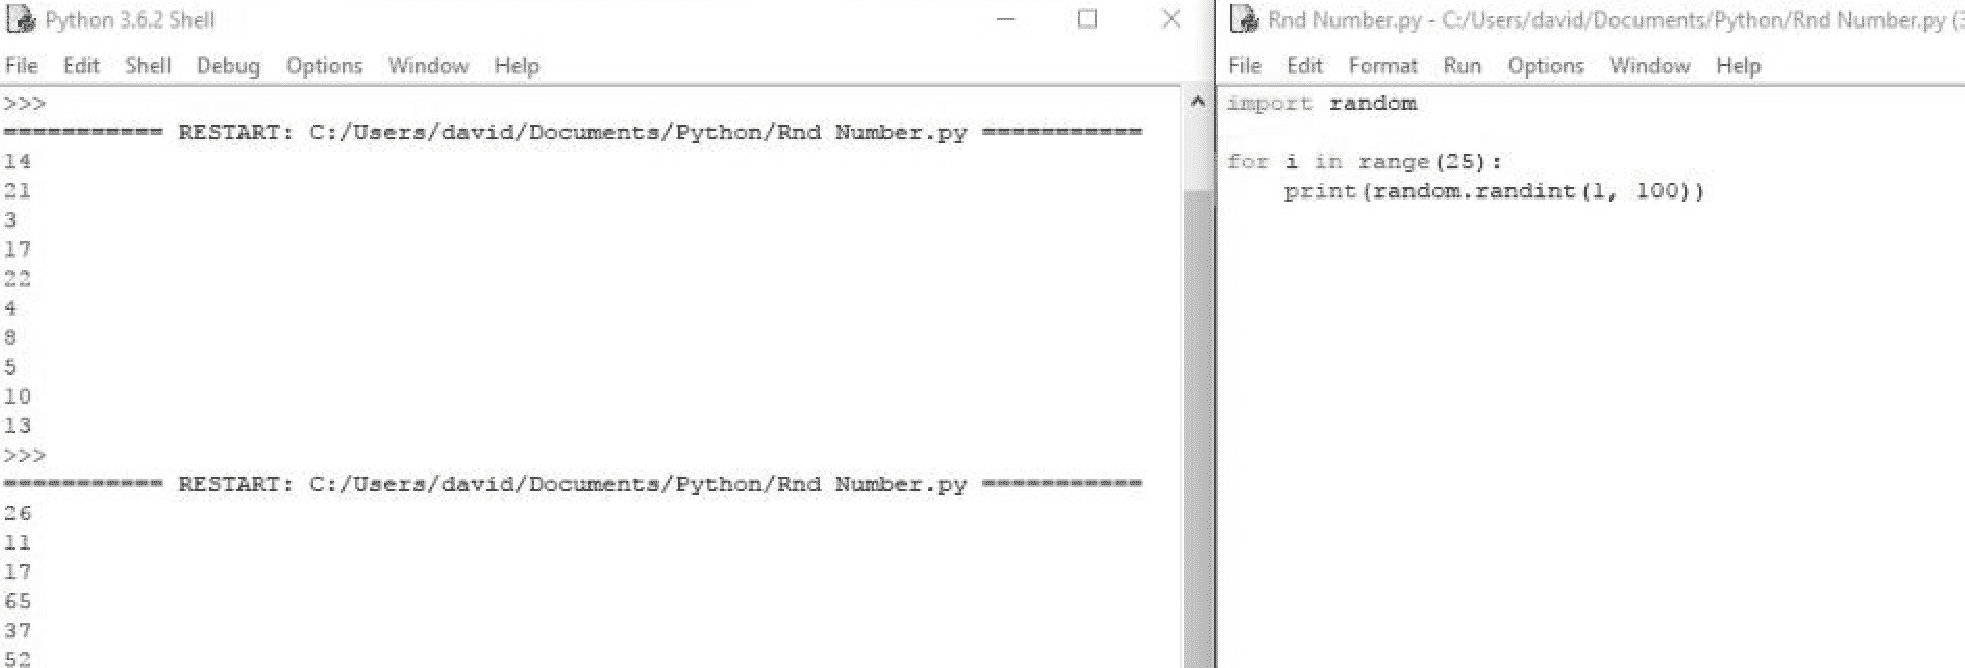 Python 3.6.2 Shell
File Edit Shell Debug Options Window Help
>>>
=========== RESTART: C:/Users/david/Documents/Python/Rnd Number.py ===========
14
21
3
17
22
4
8
5
10
13
>>>
=========== RESTART: C:/Users/david/Documents/Python/Rnd Number.py ===========
26
11
17
65
37
52
Rnd Number.py - C:/Users/david/Documents/Python/Rnd Number.py (3
File Edit Format Run Options Window Help
import random
for i in range(25):
    print(random.randint(1, 100))